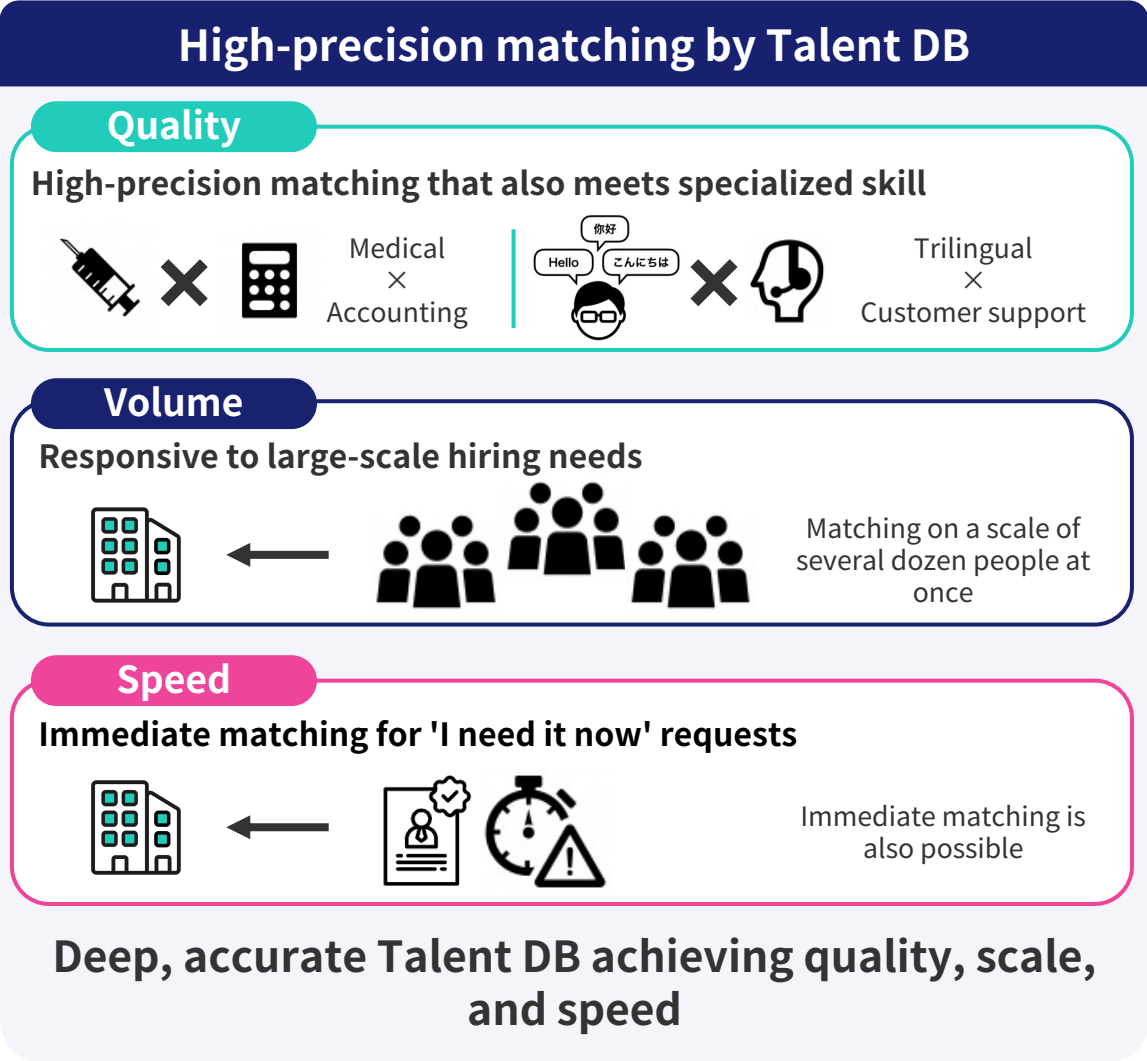 High-precision matching by Talent DB
Quality
High-precision matching that also meets specialized skill
Medical
×
Accounting
你好
Hello
こんにちは
Trilingual
×
Customer support
Volume
Responsive to large-scale hiring needs
Matching on a scale of
several dozen people at
once
Speed
Immediate matching for 'I need it now' requests
Immediate matching is
also possible
Deep, accurate Talent DB achieving quality, scale,
and speed